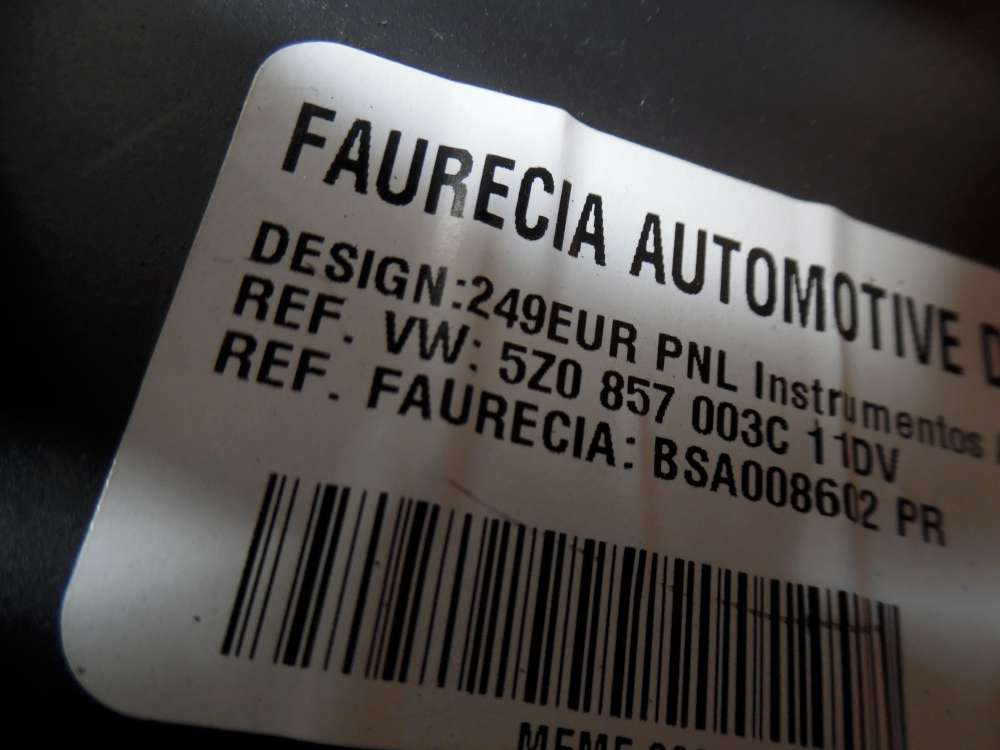 FAURECIA AUTOMOTIVE
DESIGN:249EUR PNL Instrumentos
REF. VW: 5Z0 857 003C 11DV
REF. FAURECIA: BSA008602 PR